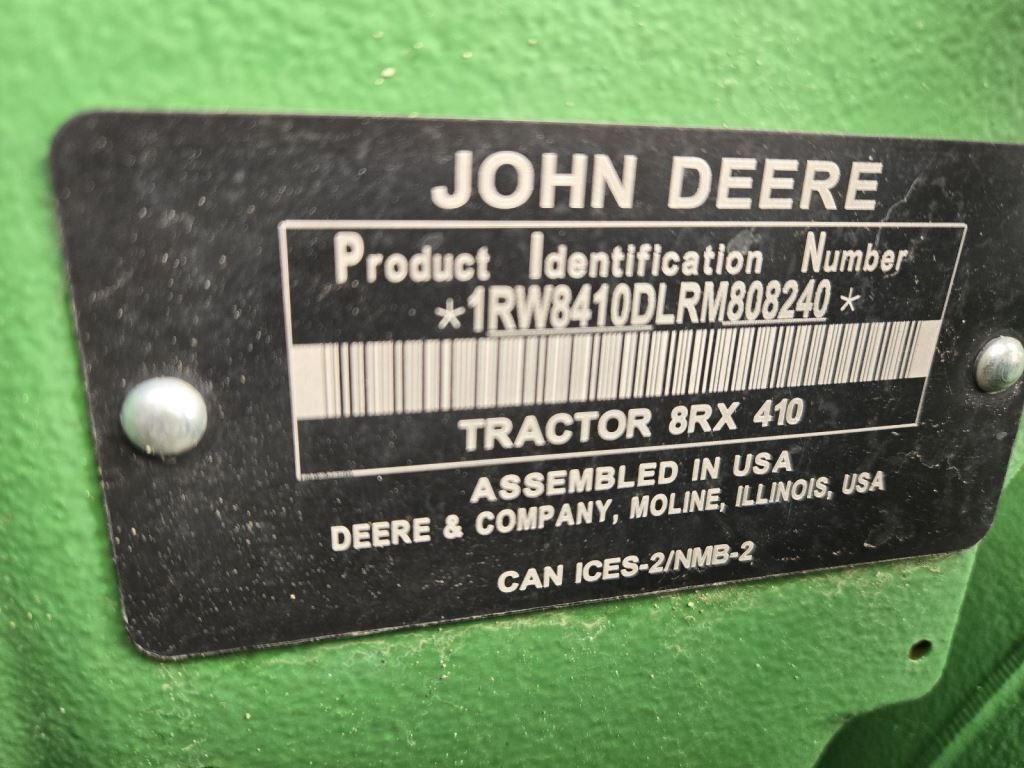 JOHN DEERE
Product Identification Number
*1RW8410DLRM808240*
TRACTOR 8RX 410
ASSEMBLED IN USA
DEERE & COMPANY, MOLINE, ILLINOIS, USA
CAN ICES-2/NMB-2